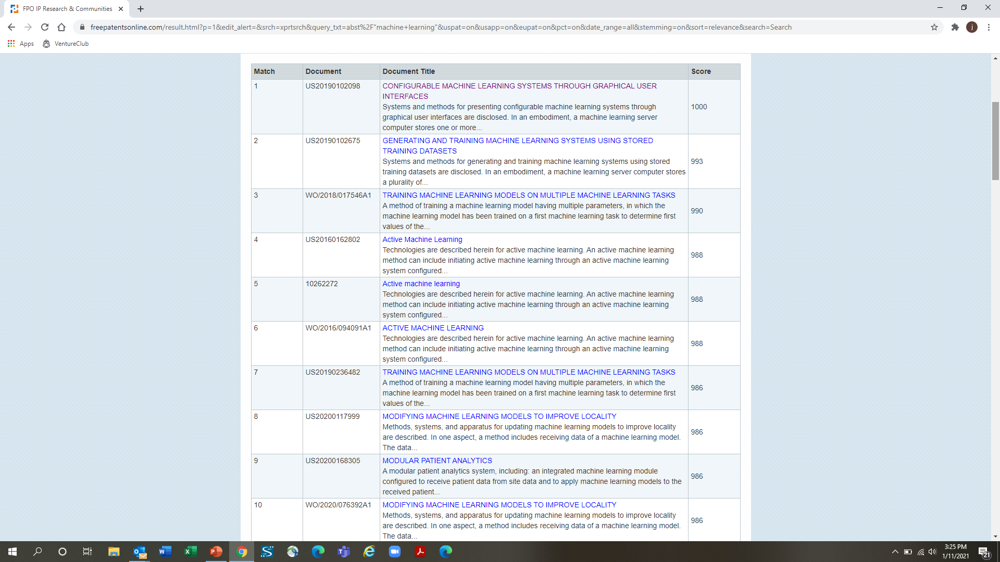 FPO IP Research & Communities
freepatentsonline.com/result.html?p=1&edit_alert=&srch=xprtsrch&query_txt=abst%2F"machine+learning"&uspat=on&usapp=on&eupat=on&pct=on&date_range=all&stemming=on&sort=relevance&search=Search
j
Apps VentureClub
Match Document Document Title Score
1 US20190102098 CONFIGURABLE MACHINE LEARNING SYSTEMS THROUGH GRAPHICAL USER
INTERFACES
Systems and methods for presenting configurable machine learning systems through
graphical user interfaces are disclosed. In an embodiment, a machine learning server
computer stores one or more...
1000
2 US20190102675 GENERATING AND TRAINING MACHINE LEARNING SYSTEMS USING STORED
TRAINING DATASETS
Systems and methods for generating and training machine learning systems using stored
training datasets are disclosed. In an embodiment, a machine learning server computer stores
a plurality of...
993
3 WO/2018/017546A1 TRAINING MACHINE LEARNING MODELS ON MULTIPLE MACHINE LEARNING TASKS
A method of training a machine learning model having multiple parameters, in which the
machine learning model has been trained on a first machine learning task to determine first
values of the...
990
4 US20160162802 Active Machine Learning
Technologies are described herein for active machine learning. An active machine learning
method can include initiating active machine learning through an active machine learning
system configured...
988
5 10262272 Active machine learning
Technologies are described herein for active machine learning. An active machine learning
method can include initiating active machine learning through an active machine learning
system configured...
988
6 WO/2016/094091A1 ACTIVE MACHINE LEARNING
Technologies are described herein for active machine learning. An active machine learning
method can include initiating active machine learning through an active machine learning
system configured...
988
7 US20190236482 TRAINING MACHINE LEARNING MODELS ON MULTIPLE MACHINE LEARNING TASKS
A method of training a machine learning model having multiple parameters, in which the
machine learning model has been trained on a first machine learning task to determine first
values of the...
986
8 US20200117999 MODIFYING MACHINE LEARNING MODELS TO IMPROVE LOCALITY
Methods, systems, and apparatus for updating machine learning models to improve locality
are described. In one aspect, a method includes receiving data of a machine learning model.
The data...
986
9 US20200168305 MODULAR PATIENT ANALYTICS
A modular patient analytics system, including: an integrated machine learning module
configured to receive patient data from site data and to apply machine learning models to the
received patient...
986
10 WO/2020/076392A1 MODIFYING MACHINE LEARNING MODELS TO IMPROVE LOCALITY
Methods, systems, and apparatus for updating machine learning models to improve locality
are described. In one aspect, a method includes receiving data of a machine learning model.
The data...
986
3:25 PM
1/11/2021
21